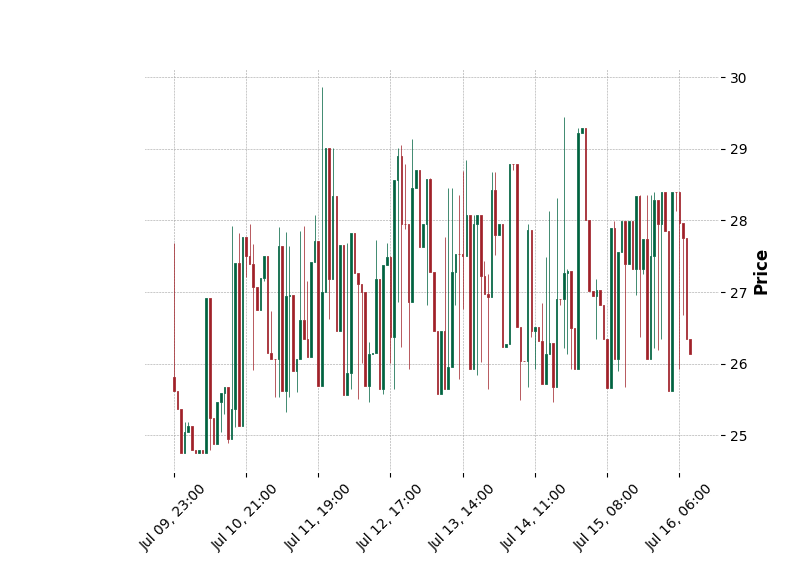 30
29
28
27
26
25
Price
Jul 09, 23:00
Jul 10, 21:00
Jul 11, 19:00
Jul 12, 17:00
Jul 13, 14:00
Jul 14, 11:00
Jul 15, 08:00
Jul 16, 06:00